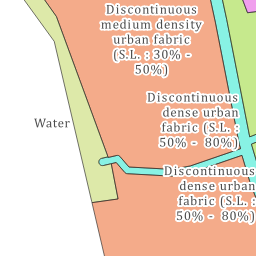 Discontinuous
medium density
urban fabric
(S.L. : 30% -
50%)
Discontinuous
dense urban
fabric (S.L. :
50% -  80%)
Water
Discontinuous
dense urban
fabric (S.L. :
50% -  80%)